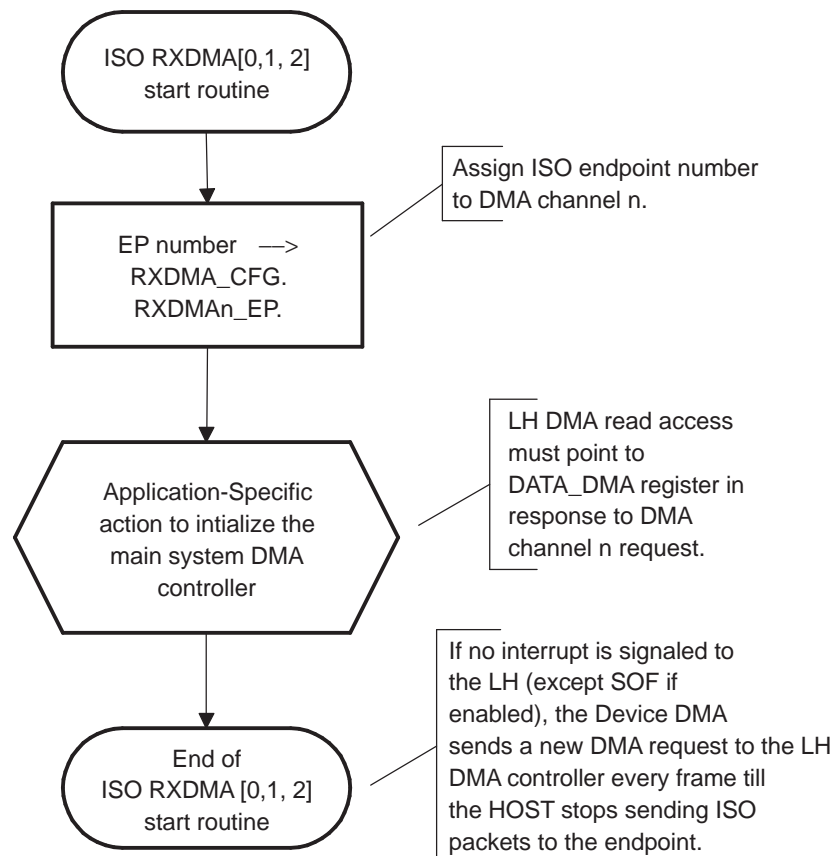 ISO RXDMA[0,1, 2]
start routine
Assign ISO endpoint number
to DMA channel n.
EP number −−>
RXDMA_CFG.
RXDMAn_EP.
LH DMA read access
must point to
DATA_DMA register in
response to DMA
channel n request.
Application-Specific
action to intialize the
main system DMA
controller
If no interrupt is signaled to
the LH (except SOF if
enabled), the Device DMA
sends a new DMA request to the LH
DMA controller every frame till
the HOST stops sending ISO
packets to the endpoint.
End of
ISO RXDMA [0,1, 2]
start routine